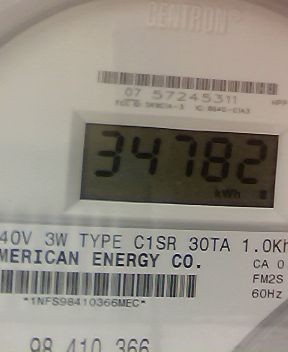 CENTRON
07 57245311
34782
kWh
40V 3W TYPE C1SR 30TA 1.0Kh
MERICAN ENERGY CO.
CA 0
FM2S
60Hz
*1NFS98410366MEC*
98 410 366